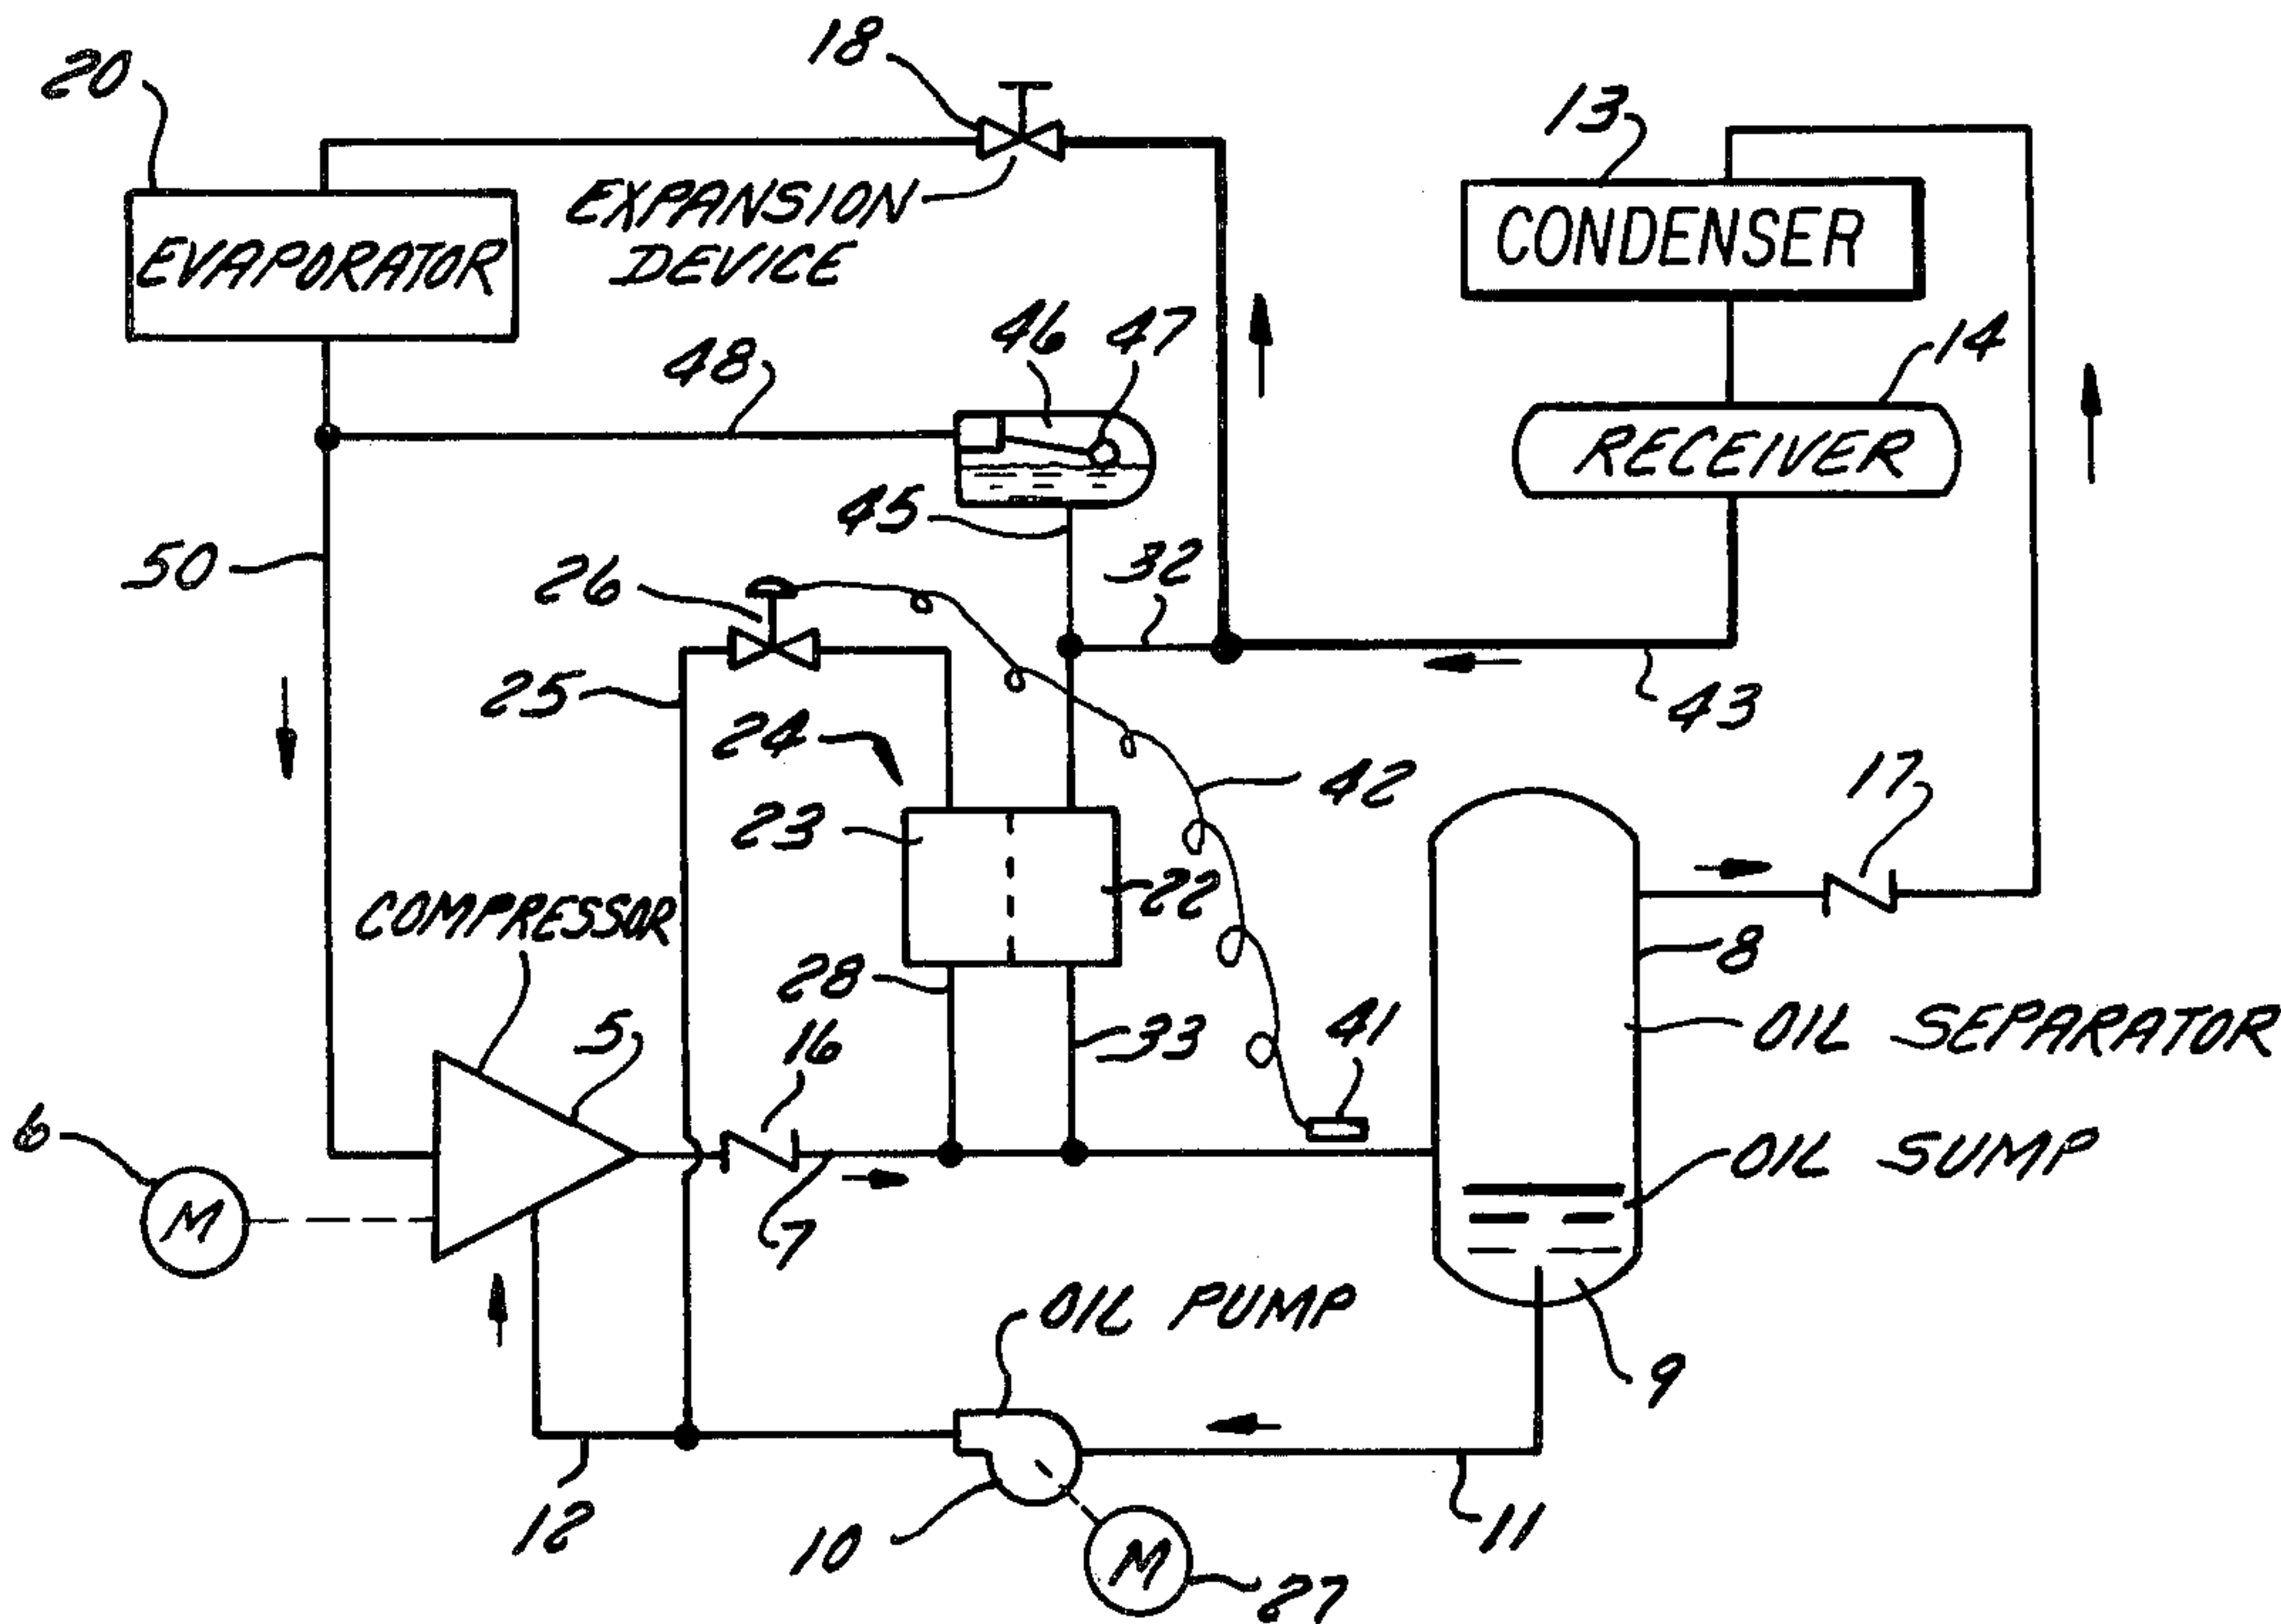 18
20
13
EXPANSION
DEVICE
CONDENSER
EVAPORATOR
46
47
14
48
RECEIVER
45
32
50
26
25
43
24
42
17
23
22
COMPRESSOR
8
28
41
OIL SEPARATOR
5
16
33
6
OIL SUMP
M
7
OIL PUMP
9
12
10
11
M
27